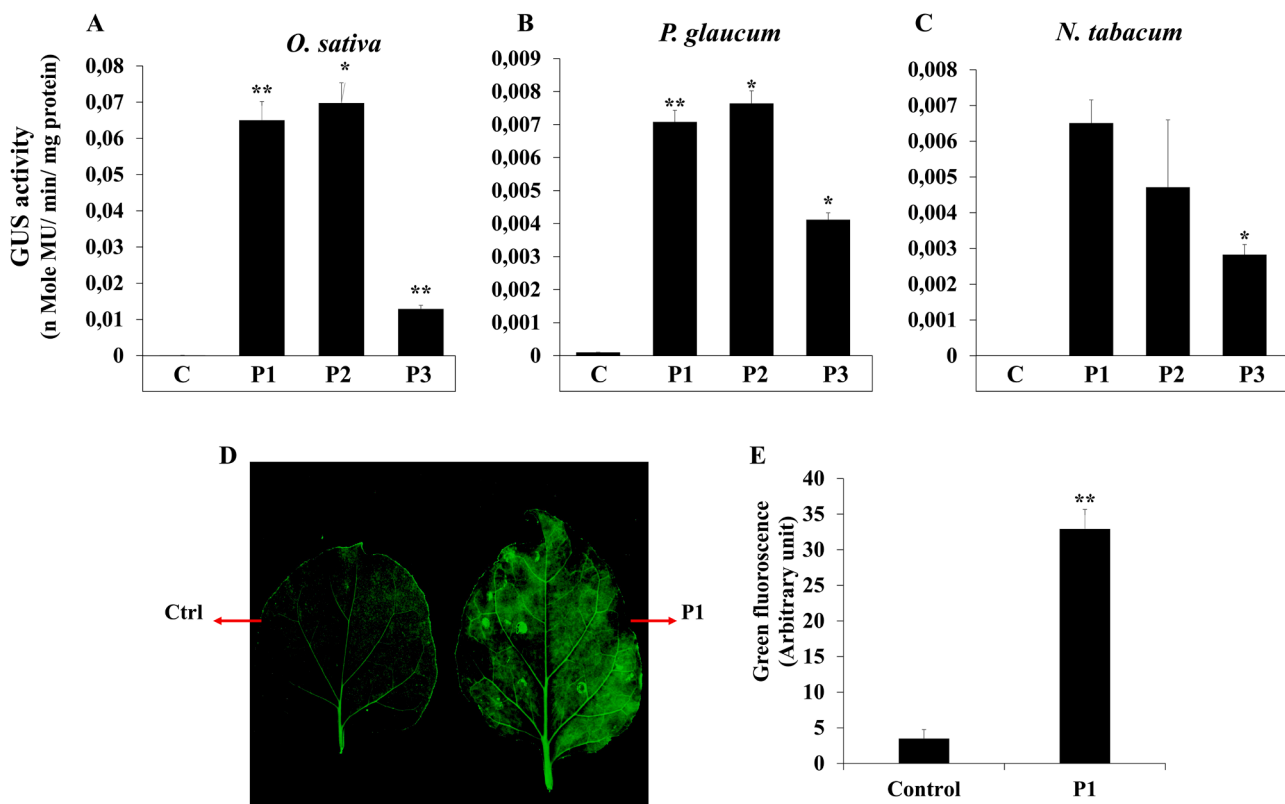 A
O. sativa
GUS activity
(n Mole MU/ min/ mg protein)
0,08
0,07
0,06
0,05
0,04
0,03
0,02
0,01
0
**
*
**
C P1 P2 P3
B
P. glaucum
0,009
0,008
0,007
0,006
0,005
0,004
0,003
0,002
0,001
0
**
*
*
C P1 P2 P3
C
N. tabacum
0,008
0,007
0,006
0,005
0,004
0,003
0,002
0,001
0
*
C P1 P2 P3
D
Ctrl
P1
E
Green fluoroscence
(Arbitrary unit)
40
35
30
25
20
15
10
5
0
**
Control P1